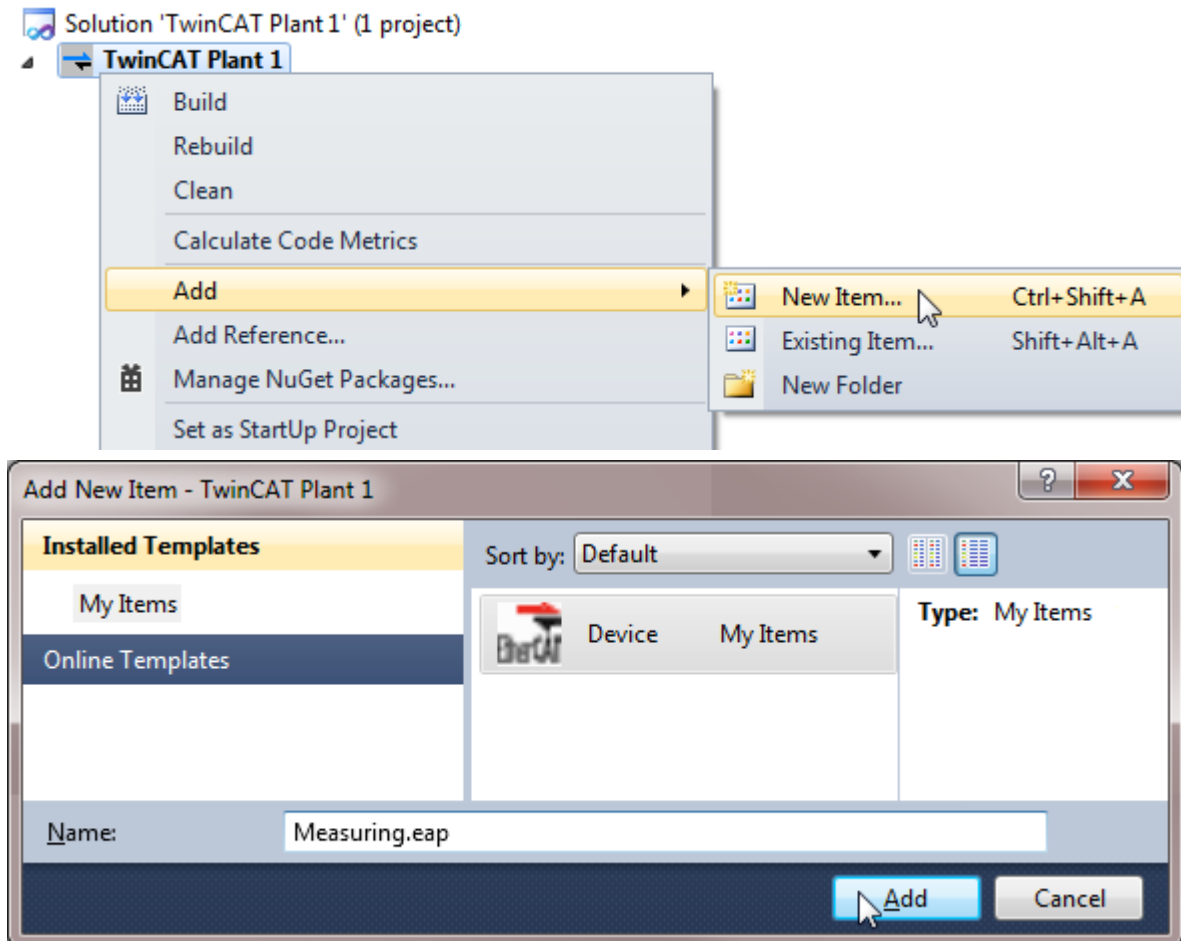 Solution 'TwinCAT Plant 1' (1 project)
TwinCAT Plant 1
Build
Rebuild
Clean
Calculate Code Metrics
Add
New Item... Ctrl+Shift+A
Add Reference...
Existing Item... Shift+Alt+A
Manage NuGet Packages...
New Folder
Set as StartUp Project
Add New Item - TwinCAT Plant 1
Installed Templates
Sort by: Default
My Items
EtherCAT
Device My Items
Type: My Items
Online Templates
Name: Measuring.eap
Add Cancel